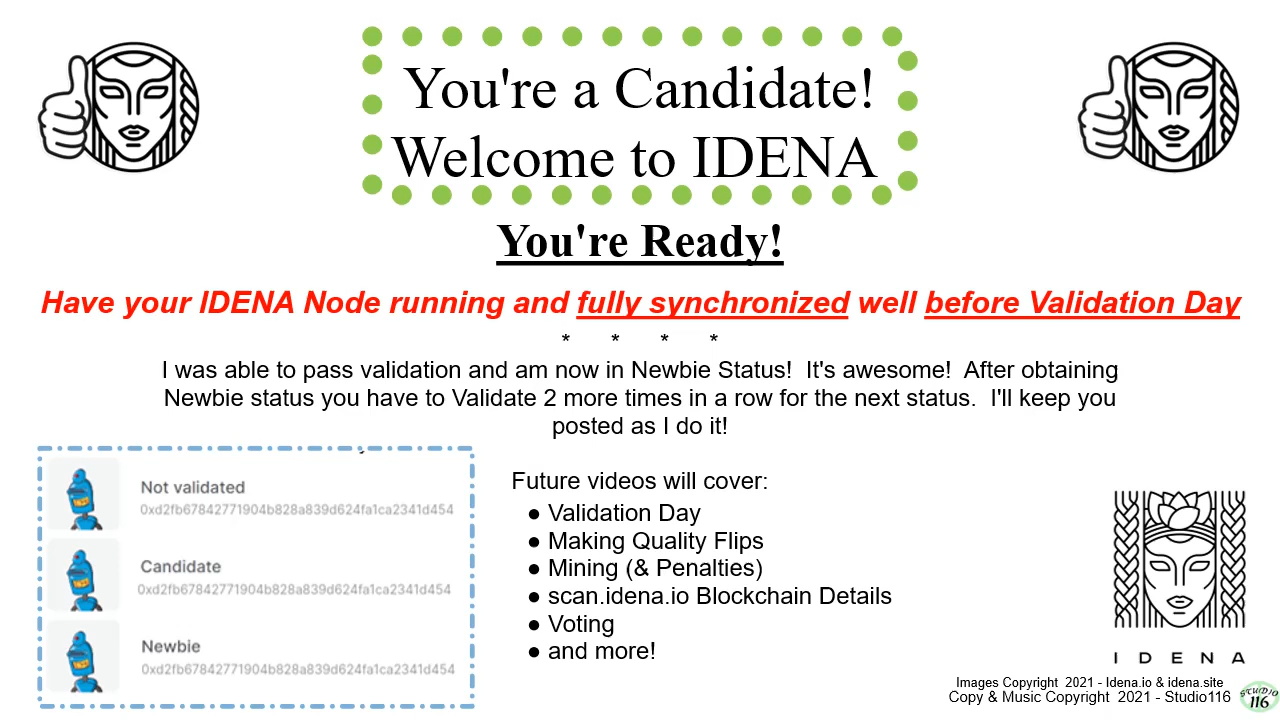 You're a Candidate!
Welcome to IDENA
You're Ready!
Have your IDENA Node running and fully synchronized well before Validation Day
* * * *
I was able to pass validation and am now in Newbie Status!  It's awesome!  After obtaining
Newbie status you have to Validate 2 more times in a row for the next status.  I'll keep you
posted as I do it!
Not validated
0xd2fb67842771904b828a839d624fa1ca2341d454
Candidate
0xd2fb67842771904b828a839d624fa1ca2341d454
Newbie
0xd2fb67842771904b828a839d624fa1ca2341d454
Future videos will cover:
● Validation Day
● Making Quality Flips
● Mining (& Penalties)
● scan.idena.io Blockchain Details
● Voting
● and more!
IDENA
Images Copyright  2021 - Idena.io & idena.site
Copy & Music Copyright  2021 - Studio116
STUDIO
116